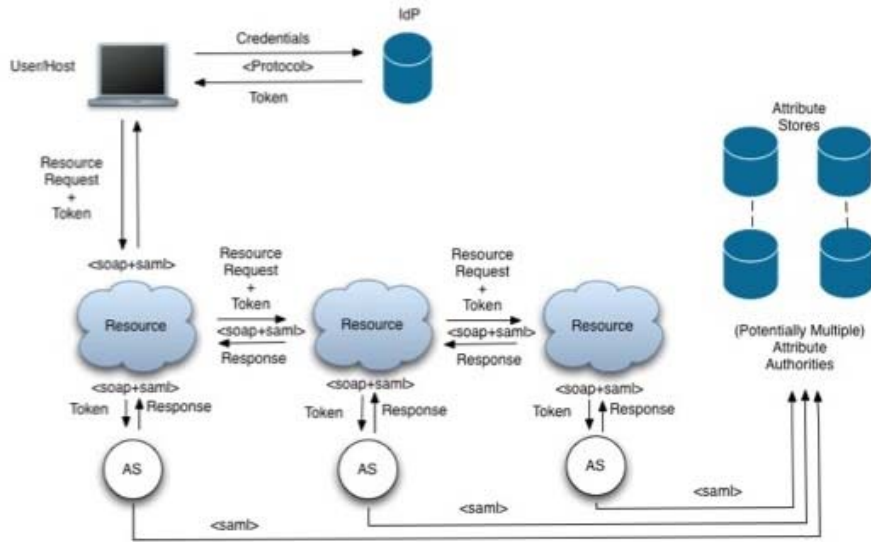 IdP
Credentials
User/Host
<Protocol>
Token
Attribute
Stores
Resource
Request
+
Token
<soap+saml>
Resource
Request
+
Token
<soap+saml>
Response
Resource
Request
+
Token
<soap+saml>
Response
Resource
Resource
Resource
(Potentially Multiple)
Attribute
Authorities
<soap+saml>
Token
Response
<soap+saml>
Token
Response
<soap+saml>
Token
Response
AS
AS
AS
<saml>
<saml>
<saml>